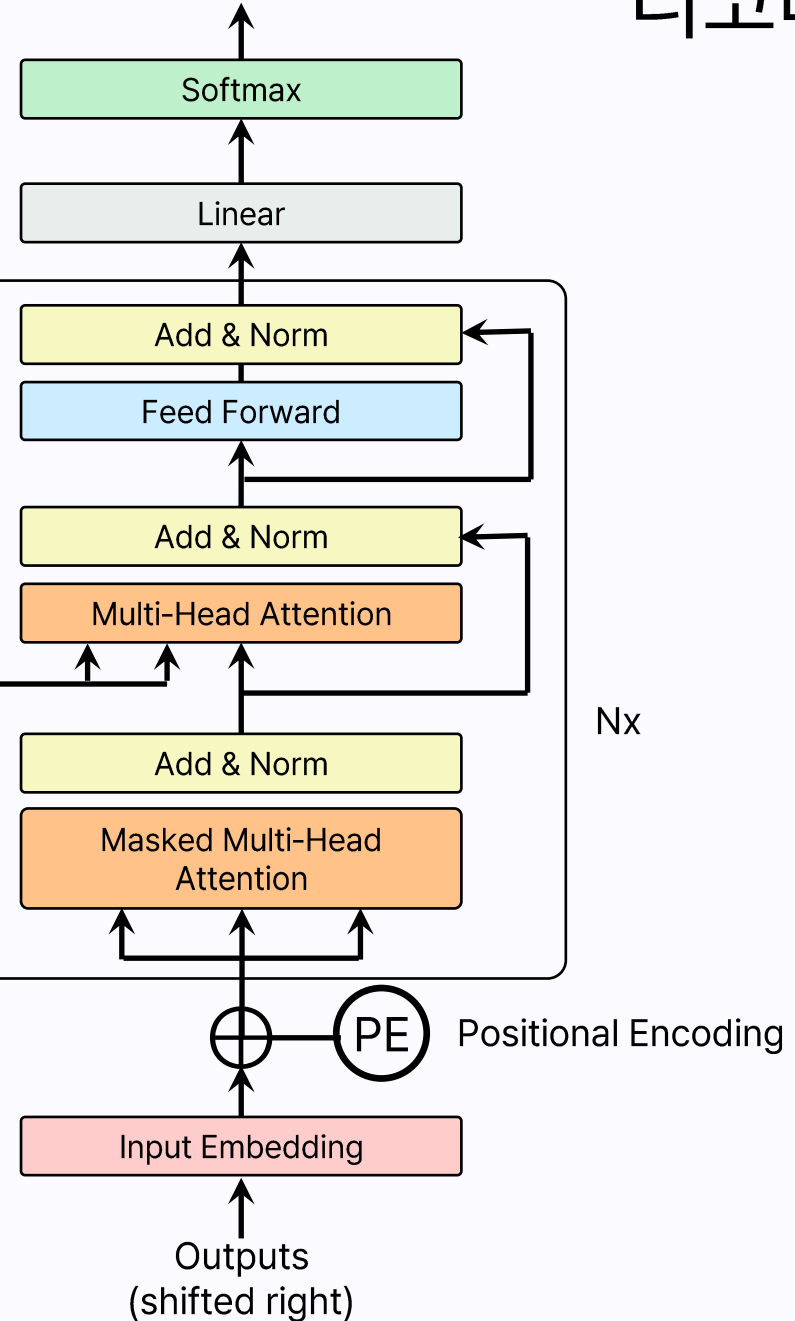 Softmax
Linear
Add & Norm
Feed Forward
Add & Norm
Multi-Head Attention
Nx
Add & Norm
Masked Multi-Head
Attention
PE
Positional Encoding
Input Embedding
Outputs
(shifted right)